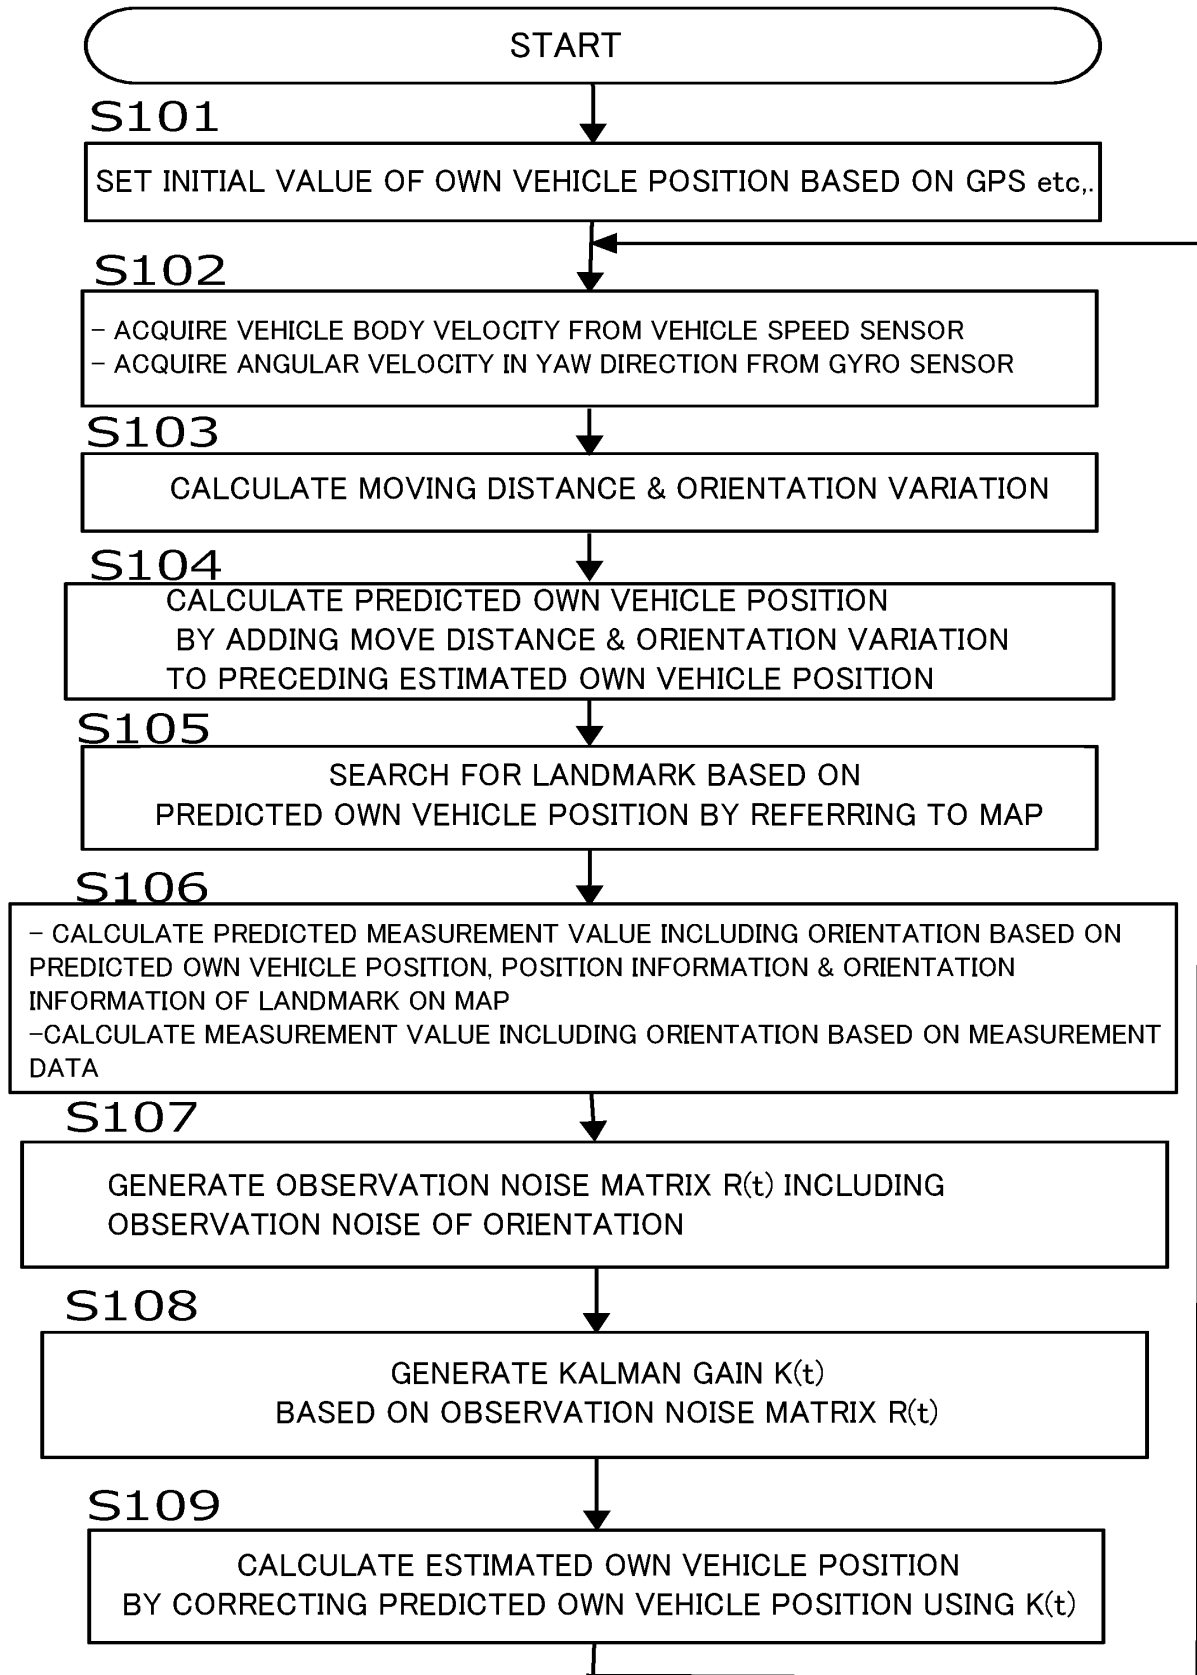 START
S101
SET INITIAL VALUE OF OWN VEHICLE POSITION BASED ON GPS etc,.
S102
- ACQUIRE VEHICLE BODY VELOCITY FROM VEHICLE SPEED SENSOR
- ACQUIRE ANGULAR VELOCITY IN YAW DIRECTION FROM GYRO SENSOR
S103
CALCULATE MOVING DISTANCE & ORIENTATION VARIATION
S104
CALCULATE PREDICTED OWN VEHICLE POSITION
BY ADDING MOVE DISTANCE & ORIENTATION VARIATION
TO PRECEDING ESTIMATED OWN VEHICLE POSITION
S105
SEARCH FOR LANDMARK BASED ON
PREDICTED OWN VEHICLE POSITION BY REFERRING TO MAP
S106
- CALCULATE PREDICTED MEASUREMENT VALUE INCLUDING ORIENTATION BASED ON
PREDICTED OWN VEHICLE POSITION, POSITION INFORMATION & ORIENTATION
INFORMATION OF LANDMARK ON MAP
-CALCULATE MEASUREMENT VALUE INCLUDING ORIENTATION BASED ON MEASUREMENT
DATA
S107
GENERATE OBSERVATION NOISE MATRIX R(t) INCLUDING
OBSERVATION NOISE OF ORIENTATION
S108
GENERATE KALMAN GAIN K(t)
BASED ON OBSERVATION NOISE MATRIX R(t)
S109
CALCULATE ESTIMATED OWN VEHICLE POSITION
BY CORRECTING PREDICTED OWN VEHICLE POSITION USING K(t)